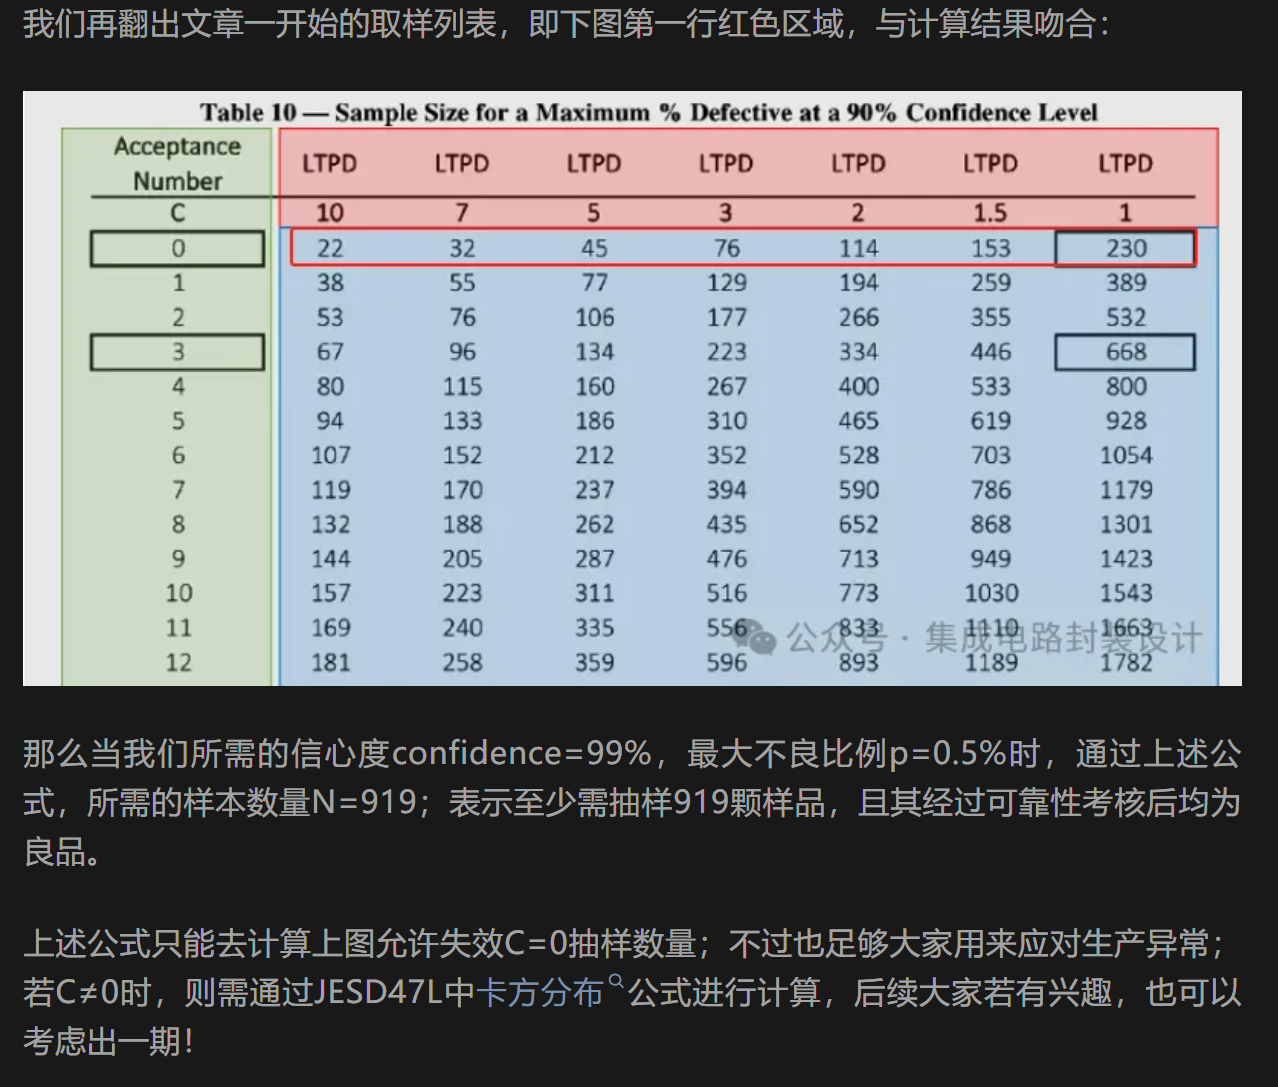 我们再翻出文章一开始的取样列表，即下图第一行红色区域，与计算结果吻合：
Table 10 — Sample Size for a Maximum % Defective at a 90% Confidence Level
Acceptance Number LTPD LTPD LTPD LTPD LTPD LTPD LTPD
C 10 7 5 3 2 1.5 1
0 22 32 45 76 114 153 230
1 38 55 77 129 194 259 389
2 53 76 106 177 266 355 532
3 67 96 134 223 334 446 668
4 80 115 160 267 400 533 800
5 94 133 186 310 465 619 928
6 107 152 212 352 528 703 1054
7 119 170 237 394 590 786 1179
8 132 188 262 435 652 868 1301
9 144 205 287 476 713 949 1423
10 157 223 311 516 773 1030 1543
11 169 240 335 556 833 1110 1663
公众号 · 集成电路封装设计
12 181 258 359 596 893 1189 1782
那么当我们所需的信心度confidence=99%，最大不良比例p=0.5%时，通过上述公
式，所需的样本数量N=919；表示至少需抽样919颗样品，且其经过可靠性考核后均为
良品。
上述公式只能去计算上图允许失效C=0抽样数量；不过也足够大家用来应对生产异常；
若C≠0时，则需通过JESD47L中卡方分布公式进行计算，后续大家若有兴趣，也可以
考虑出一期！